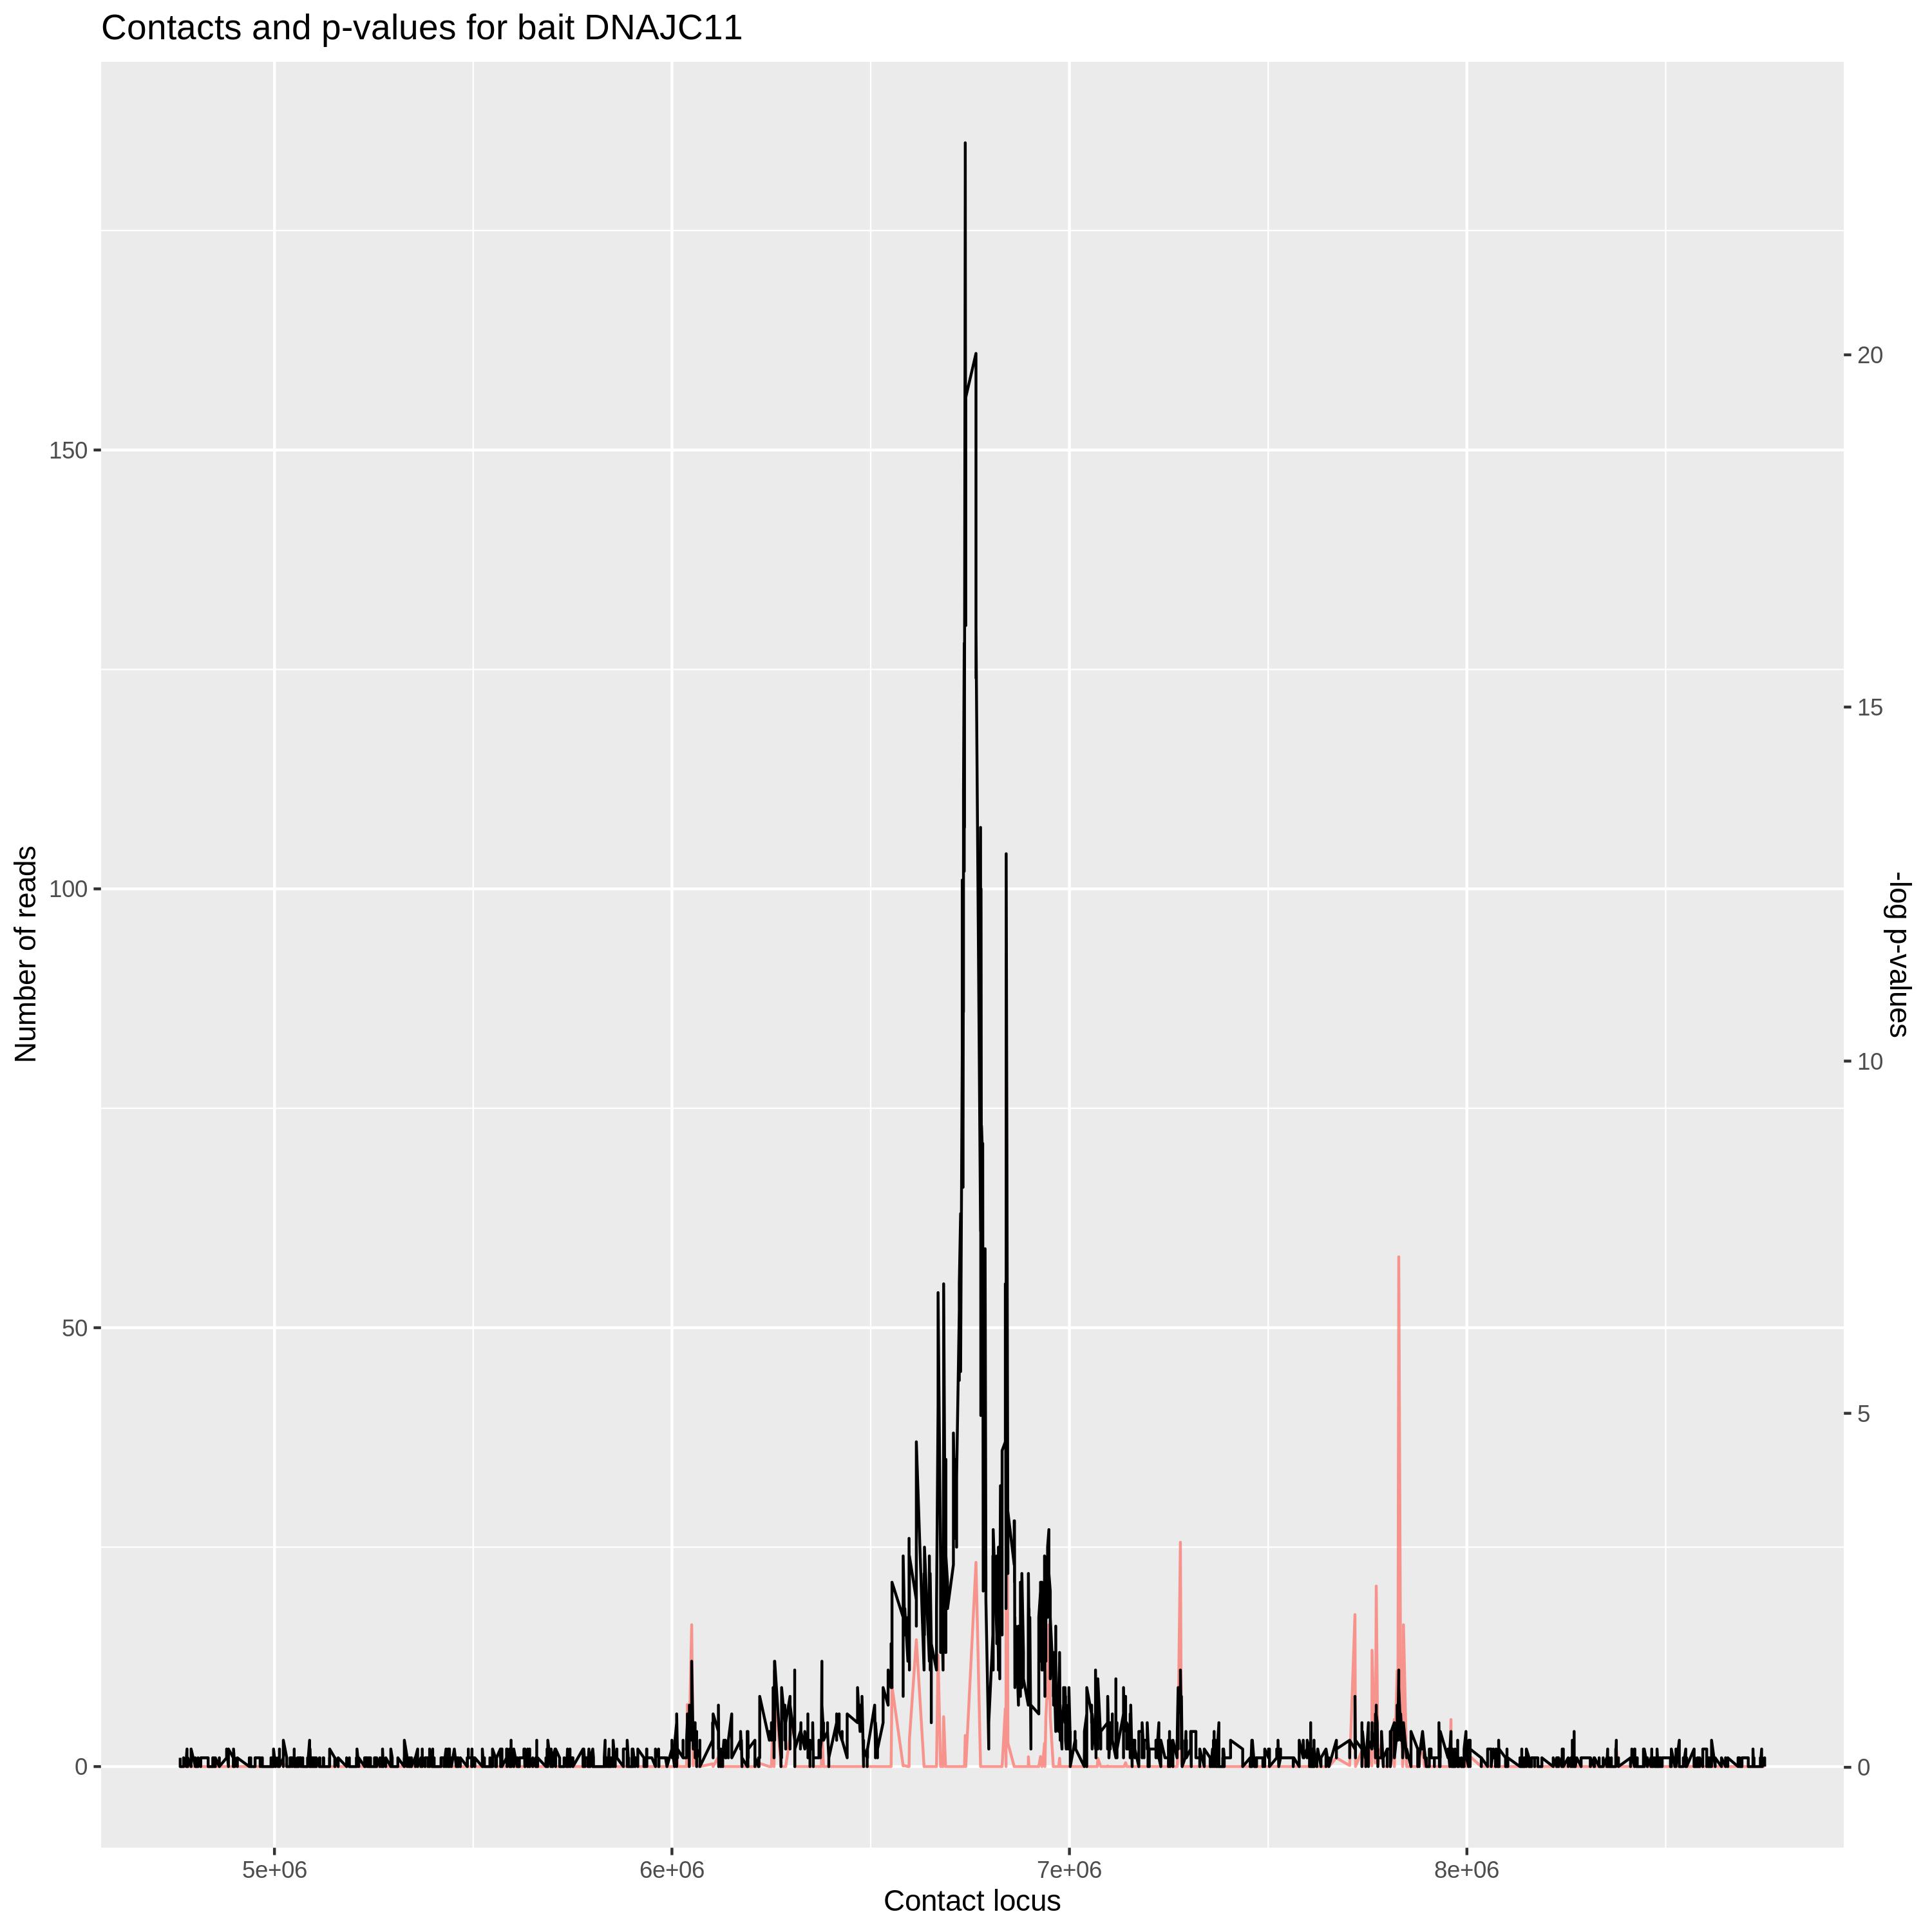 Contacts and p-values for bait DNAJC11
Number of reads
150
100
50
0
20
15
10
5
0
-log p-values
5e+06
6e+06
7e+06
8e+06
Contact locus